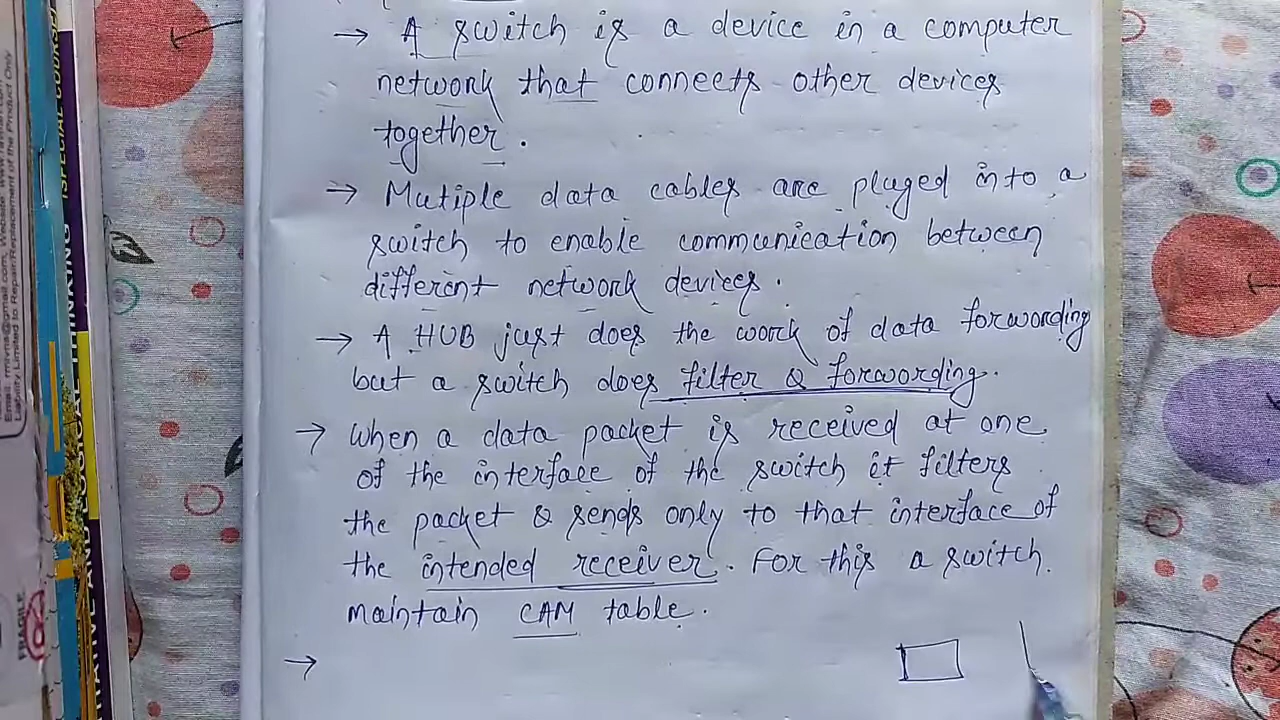 → A switch is a device in a computer
network that connects other devices
together.
→ Mutiple data cables are pluged into a
switch to enable communication between
different network devices.
→ A HUB just does the work of data forwording
but a switch does filter & forwording.
→ When a data packet is received at one
of the interface of the switch it filters
the packet & sends only to that interface of
the intended receiver. For this a switch
maintain CAM table.
→